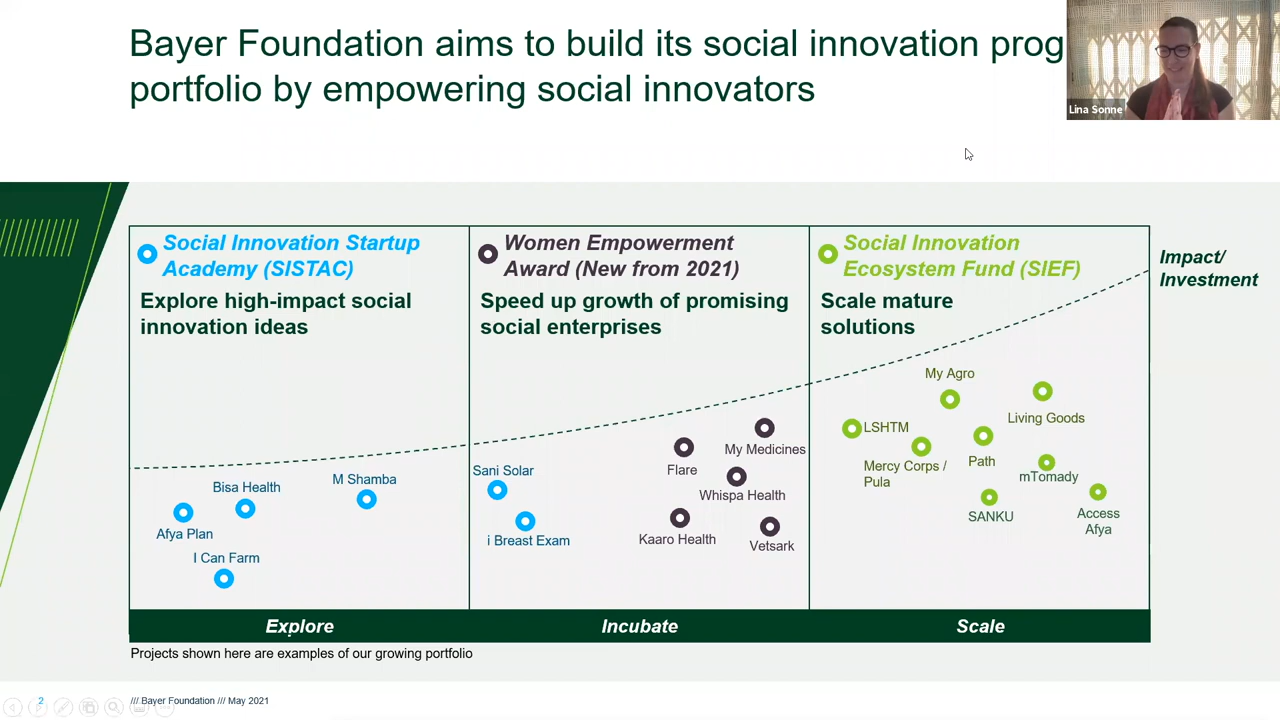 Bayer Foundation aims to build its social innovation prog
portfolio by empowering social innovators
Lina Sonne
Social Innovation Startup
Academy (SISTAC)
Explore high-impact social
innovation ideas
Women Empowerment
Award (New from 2021)
Speed up growth of promising
social enterprises
Social Innovation
Ecosystem Fund (SIEF)
Scale mature
solutions
Impact/
Investment
Bisa Health
M Shamba
Afya Plan
I Can Farm
Sani Solar
i Breast Exam
Flare
My Medicines
Whispa Health
Kaaro Health
Vetsark
My Agro
Living Goods
LSHTM
Mercy Corps /
Pula
Path
mTomady
SANKU
Access
Afya
Explore
Incubate
Scale
Projects shown here are examples of our growing portfolio
2
/// Bayer Foundation /// May 2021